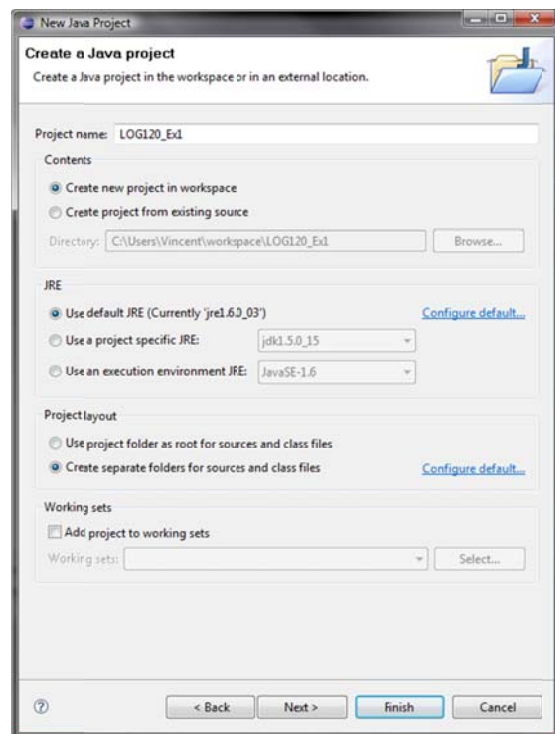 New Java Project
Create a Java project
Create a Java project in the workspace or in an external location.
Project name: LOG120_Ex1
Contents
Create new project in workspace
Create project from existing source
Directory: C:\Users\Vincent\workspace\LOG120_Ex1 Browse...
JRE
Use default JRE (Currently 'jre1.6.0_03') Configure default...
Use a project specific JRE: jdk1.5.0_15
Use an execution environment JRE: JavaSE-1.6
Project layout
Use project folder as root for sources and class files
Create separate folders for sources and class files Configure default...
Working sets
Add project to working sets
Working sets: Select...
? < Back Next > Finish Cancel